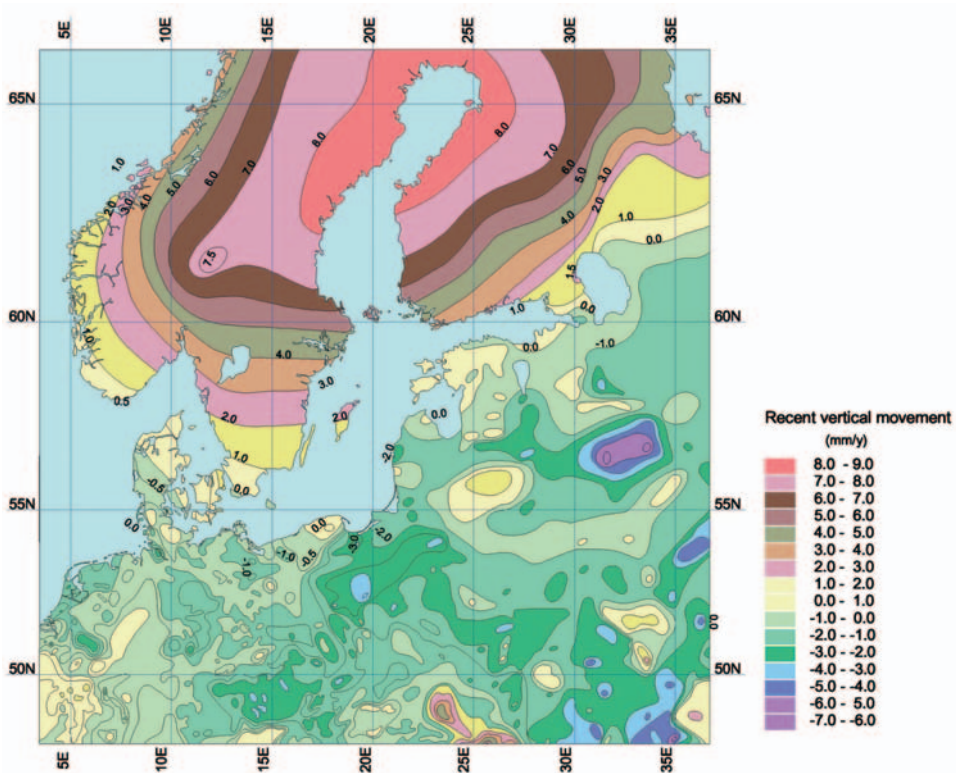 5E 10E 15E 20E 25E 30E 35E
65N 65N
8.0 8.0
7.0 7.0
1.0 6.0 6.0
5.0 5.0 3.0
2.0 3.0 4.0 4.0 2.0 1.0
0.0
7.5 1.5
60N 1.0 0.0 60N
1.0 0.0 -1.0
4.0
0.5 3.0 0.0
2.0 2.0
1.0 -2.0
-0.5 0.0
55N 55N
0.0 0.0 -2.0
-1.0 -1.0 -0.5 -3.0
0.0
50N 50N
5E 10E 15E 20E 25E 30E 35E
Recent vertical movement
(mm/y)
8.0 - 9.0
7.0 - 8.0
6.0 - 7.0
5.0 - 6.0
4.0 - 5.0
3.0 - 4.0
2.0 - 3.0
1.0 - 2.0
0.0 - 1.0
-1.0 - 0.0
-2.0 - -1.0
-3.0 - -2.0
-4.0 - -3.0
-5.0 - -4.0
-6.0 - 5.0
-7.0 - -6.0